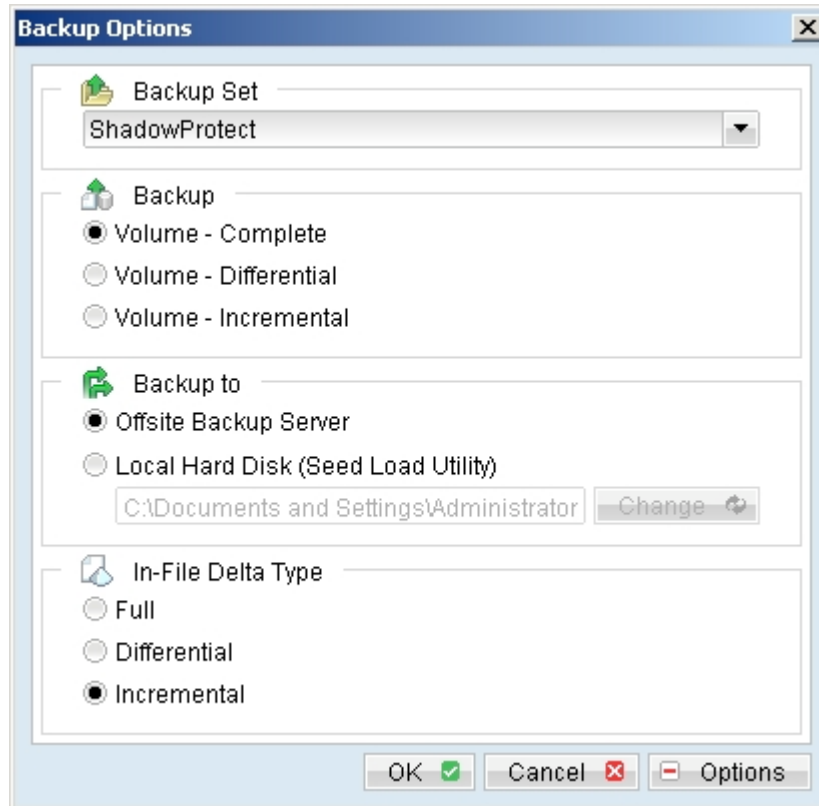 Backup Options
Backup Set
ShadowProtect
Backup
Volume - Complete
Volume - Differential
Volume - Incremental
Backup to
Offsite Backup Server
Local Hard Disk (Seed Load Utility)
C:\Documents and Settings\Administrator
Change
In-File Delta Type
Full
Differential
Incremental
OK Cancel Options